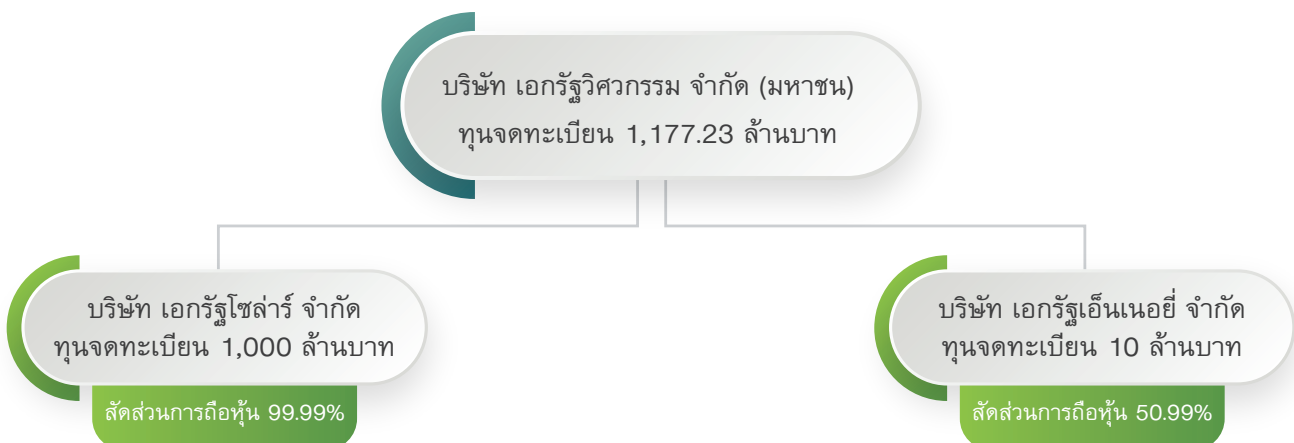 บริษัท เอกรัฐวิศวกรรม จำกัด (มหาชน)
ทุนจดทะเบียน 1,177.23 ล้านบาท
บริษัท เอกรัฐโซล่าร์ จำกัด
ทุนจดทะเบียน 1,000 ล้านบาท
สัดส่วนการถือหุ้น 99.99%
บริษัท เอกรัฐเอ็นเนอยี่ จำกัด
ทุนจดทะเบียน 10 ล้านบาท
สัดส่วนการถือหุ้น 50.99%